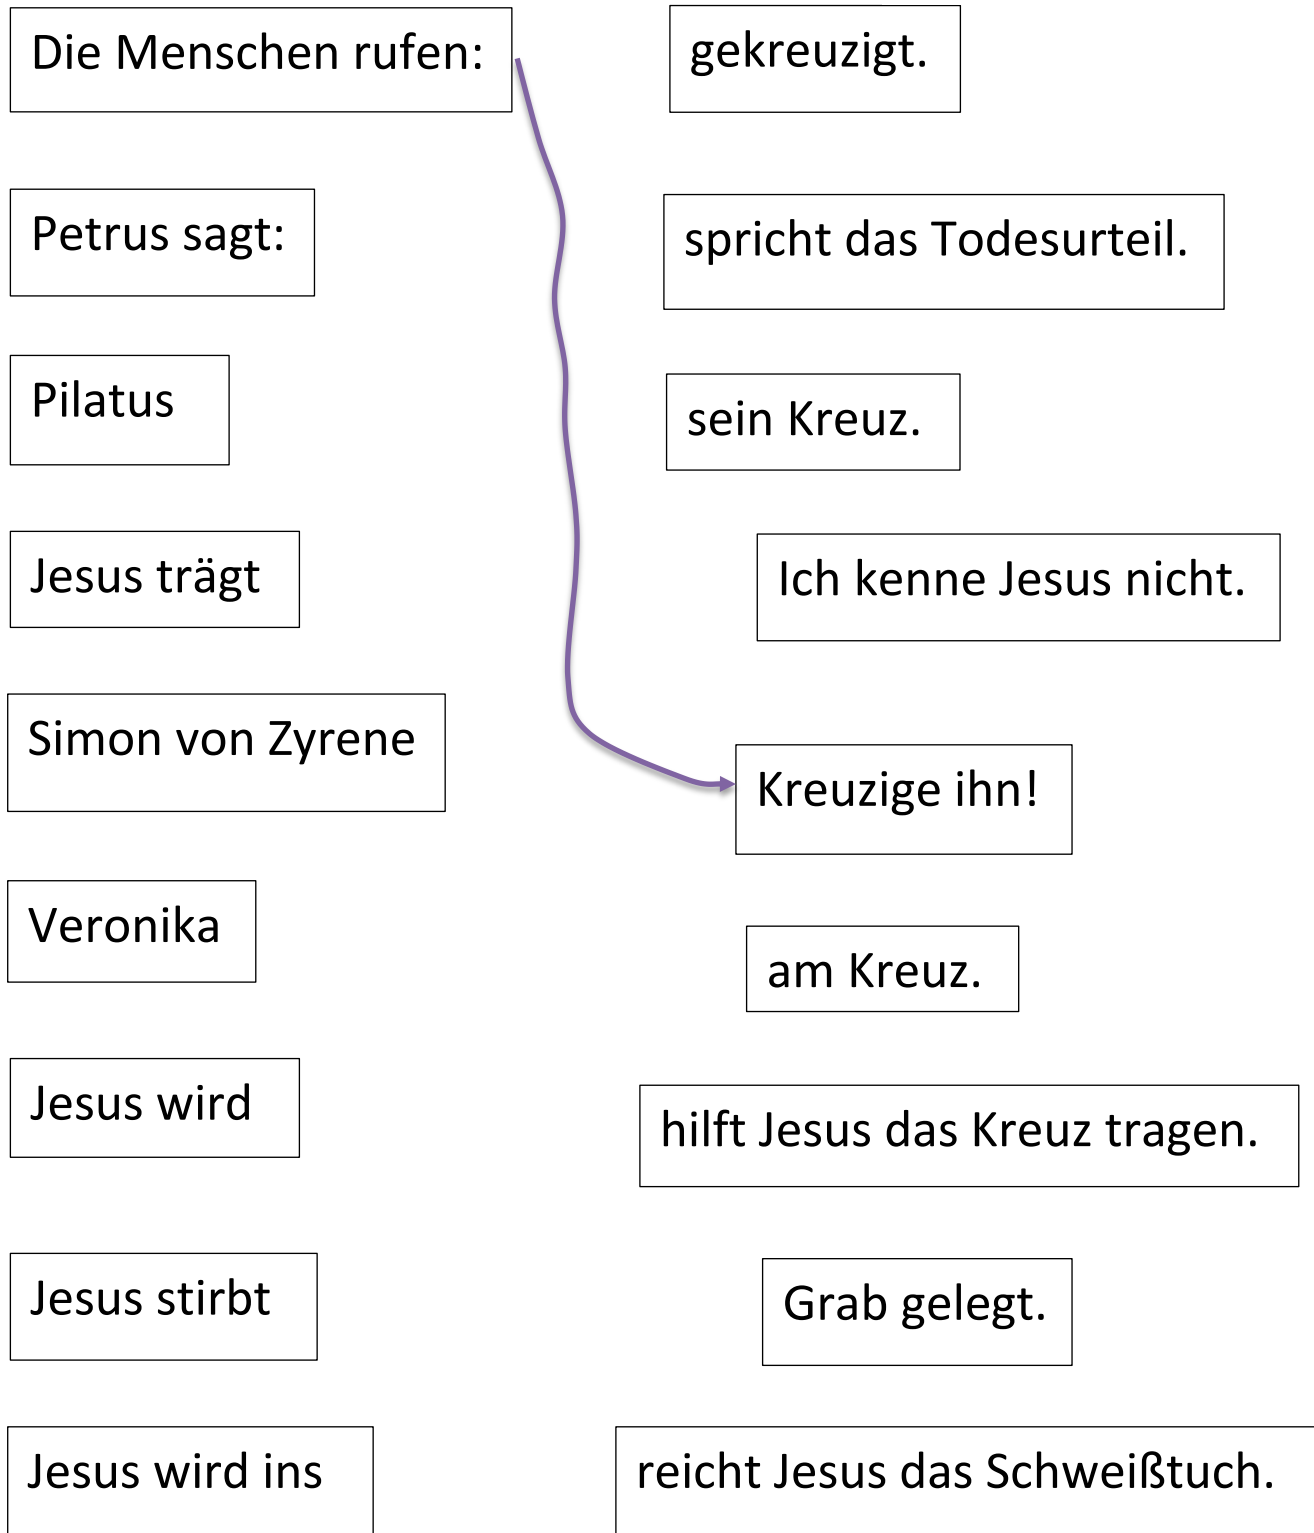 Die Menschen rufen:
gekreuzigt.
Petrus sagt:
spricht das Todesurteil.
Pilatus
sein Kreuz.
Jesus trägt
Ich kenne Jesus nicht.
Simon von Zyrene
Kreuzige ihn!
Veronika
am Kreuz.
Jesus wird
hilft Jesus das Kreuz tragen.
Jesus stirbt
Grab gelegt.
Jesus wird ins
reicht Jesus das Schweißtuch.